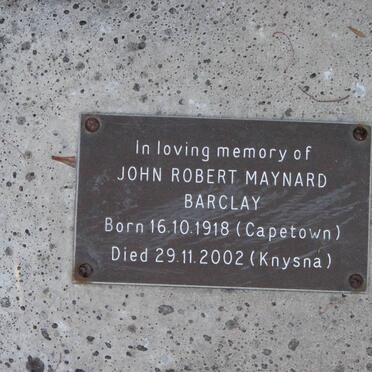 In loving memory of
JOHN ROBERT MAYNARD
BARCLAY
Born 16.10.1918 (Capetown)
Died 29.11.2002 (Knysna)